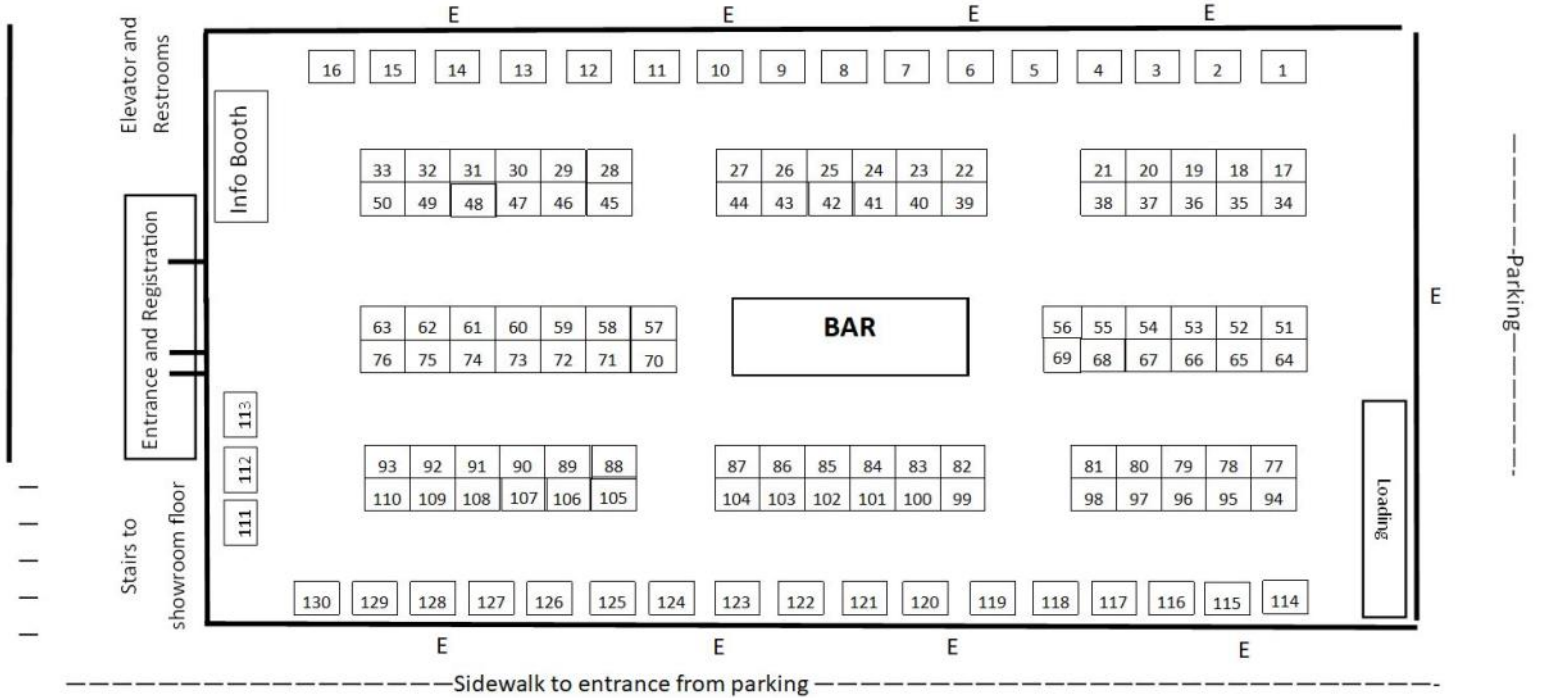 E E E E
Elevator and
Restrooms
16 15 14 13 12 11 10 9 8 7 6 5 4 3 2 1
Info Booth
33 32 31 30 29 28 27 26 25 24 23 22 21 20 19 18 17
50 49 48 47 46 45 44 43 42 41 40 39 38 37 36 35 34
Entrance and Registration
E
Parking
63 62 61 60 59 58 57 BAR 56 55 54 53 52 51
76 75 74 73 72 71 70 69 68 67 66 65 64
113
112
111
93 92 91 90 89 88 87 86 85 84 83 82 81 80 79 78 77
110 109 108 107 106 105 104 103 102 101 100 99 98 97 96 95 94
Loading
Stairs to
showroom floor
130 129 128 127 126 125 124 123 122 121 120 119 118 117 116 115 114
E E E E
Sidewalk to entrance from parking